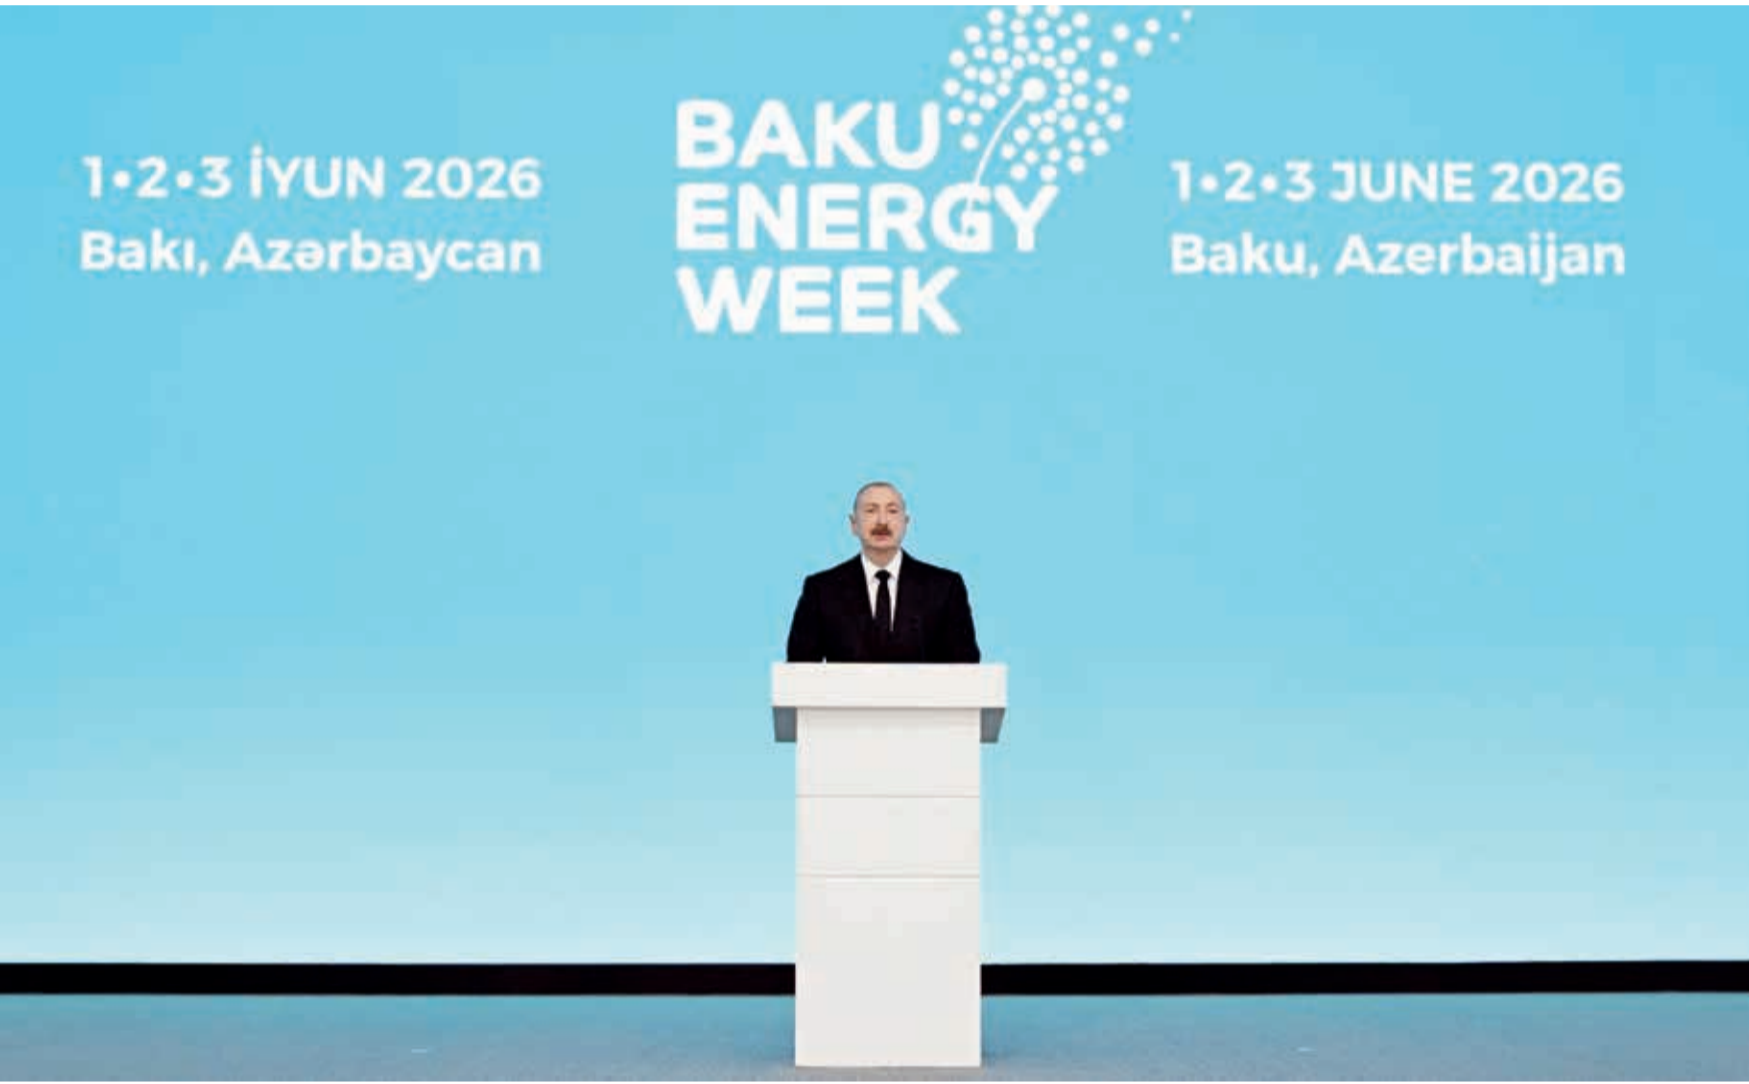 1•2•3 İYUN 2026
Bakı, Azərbaycan
BAKU
ENERGY
WEEK
1•2•3 JUNE 2026
Baku, Azerbaijan